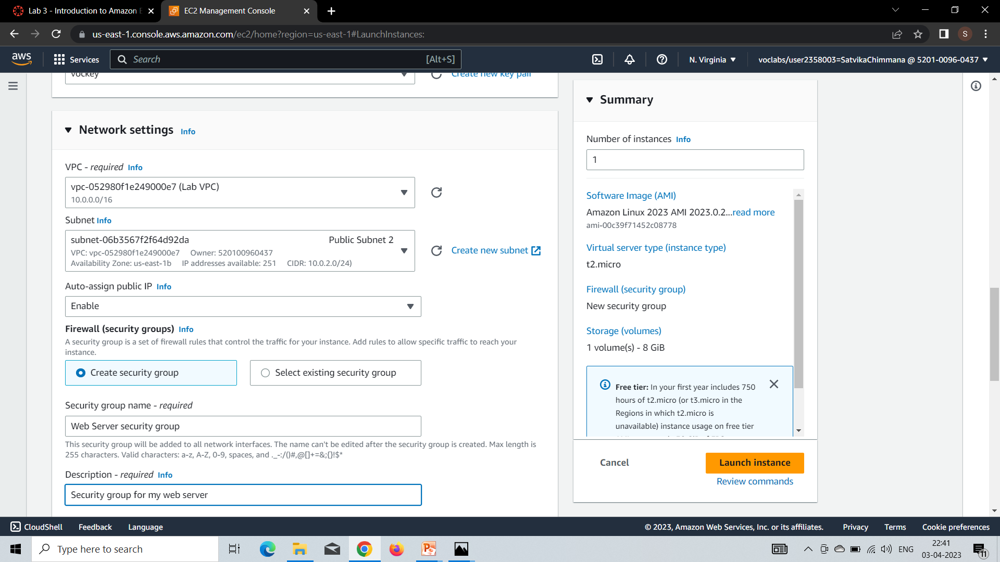 Lab 3 - Introduction to Amazon E
EC2 Management Console
us-east-1.console.aws.amazon.com/ec2/home?region=us-east-1#LaunchInstances:
S
aws
Services
Search
[Alt+S]
N. Virginia
voclabs/user2358003=SatvikaChimmana @ 5201-0096-0437
vockey
Create new key pair
Network settings Info
VPC - required Info
vpc-052980f1e249000e7 (Lab VPC)
10.0.0.0/16
Subnet Info
subnet-06b3567f2f64d92da Public Subnet 2
VPC: vpc-052980f1e249000e7 Owner: 520100960437
Availability Zone: us-east-1b IP addresses available: 251 CIDR: 10.0.2.0/24)
Create new subnet
Auto-assign public IP Info
Enable
Firewall (security groups) Info
A security group is a set of firewall rules that control the traffic for your instance. Add rules to allow specific traffic to reach your
instance.
Create security group
Select existing security group
Security group name - required
Web Server security group
This security group will be added to all network interfaces. The name can't be edited after the security group is created. Max length is
255 characters. Valid characters: a-z, A-Z, 0-9, spaces, and ._-:/()#,@[]+=&;{}!$*
Description - required Info
Security group for my web server
Summary
Number of instances Info
1
Software Image (AMI)
Amazon Linux 2023 AMI 2023.0.2...read more
ami-00c39f71452c08778
Virtual server type (instance type)
t2.micro
Firewall (security group)
New security group
Storage (volumes)
1 volume(s) - 8 GiB
Free tier: In your first year includes 750
hours of t2.micro (or t3.micro in the
Regions in which t2.micro is
unavailable) instance usage on free tier
Cancel
Launch instance
Review commands
CloudShell
Feedback
Language
© 2023, Amazon Web Services, Inc. or its affiliates.
Privacy
Terms
Cookie preferences
Type here to search
ENG
22:41
03-04-2023
11